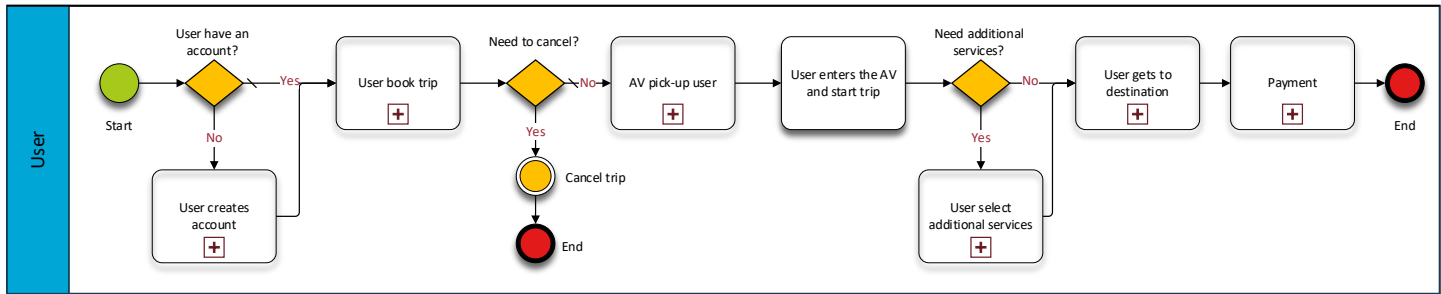 User
Start
User have an
account?
Yes
No
User creates
account
User book trip
Need to cancel?
No
Yes
Cancel trip
End
AV pick-up user
User enters the AV
and start trip
Need additional
services?
No
Yes
User select
additional services
User gets to
destination
Payment
End